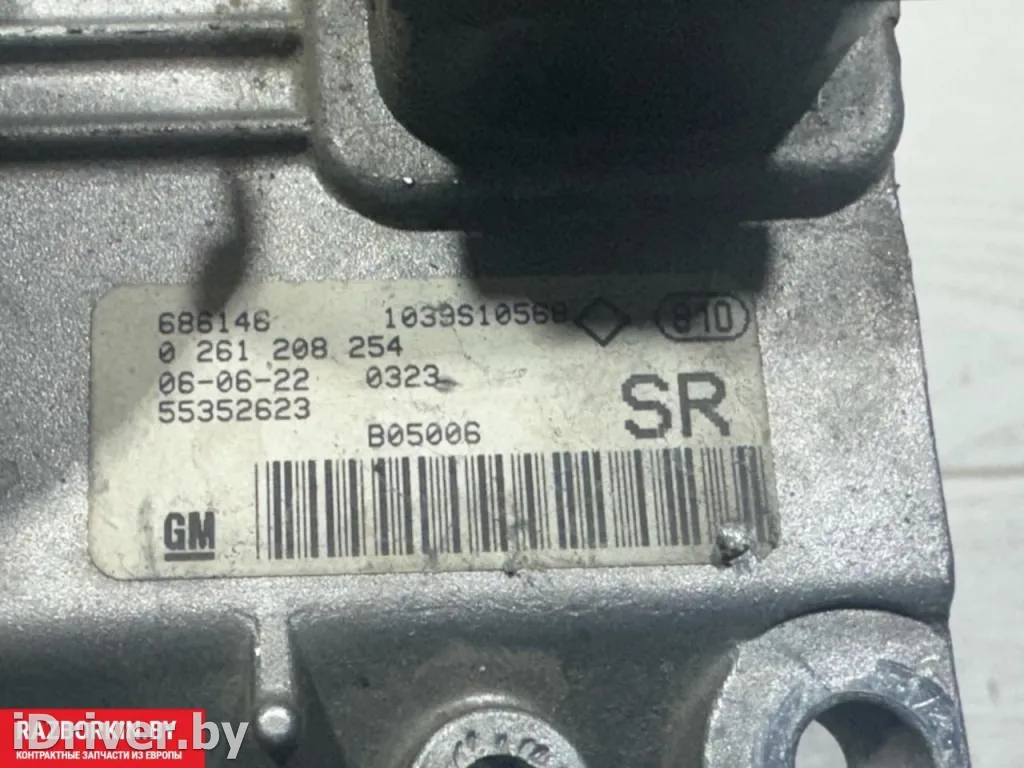 686146 1039S10568 810
0 261 208 254
06-06-22 0323
55352623
SR
B05006
GM
RAZBORKIN.BY
iDriver.by
КОНТРАКТНЫЕ ЗАПЧАСТИ ИЗ ЕВРОПЫ